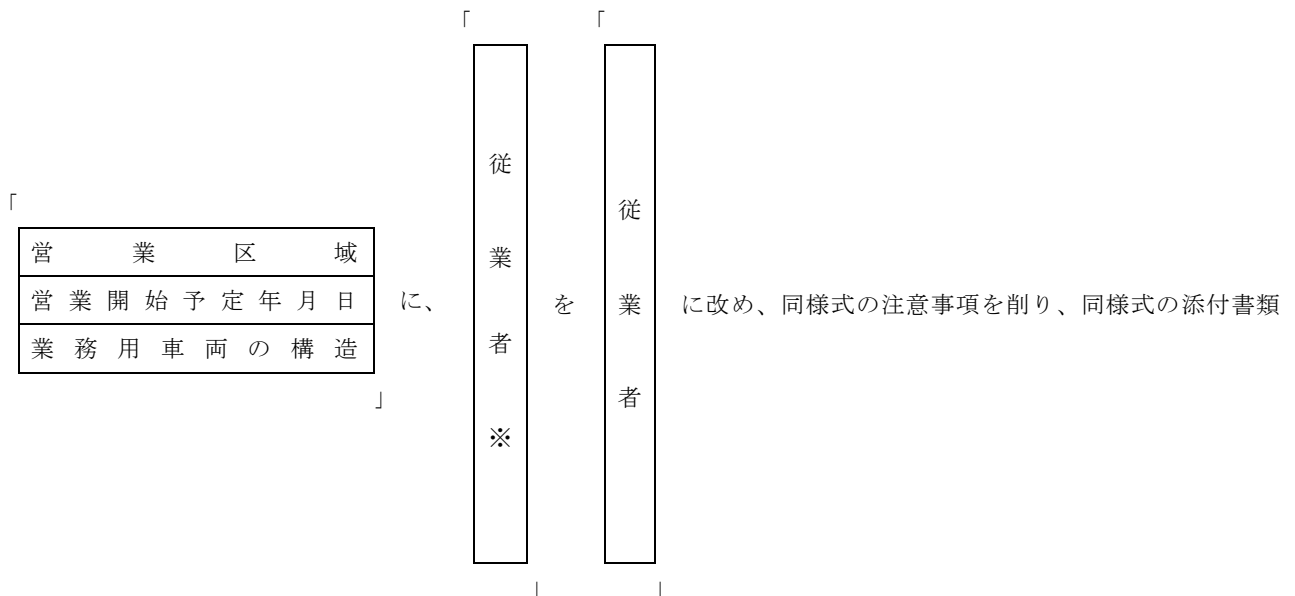 「
営業区域
営業開始予定年月日
業務用車両の構造
」
に、
「
従業者※
」
を
「
従業者
」
に改め、同様式の注意事項を削り、同様式の添付書類